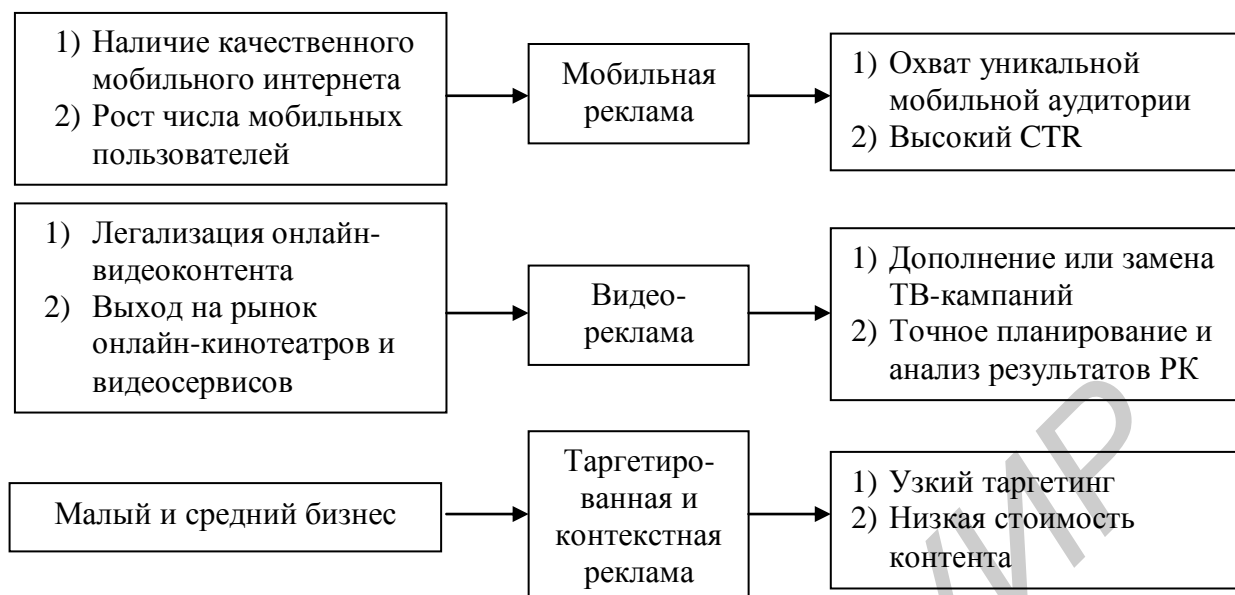 1) Наличие качественного
мобильного интернета
2) Рост числа мобильных
пользователей
Мобильная
реклама
1) Охват уникальной
мобильной аудитории
2) Высокий CTR
1) Легализация онлайн-
видеоконтента
2) Выход на рынок
онлайн-кинотеатров и
видеосервисов
Видео-
реклама
1) Дополнение или замена
ТВ-кампаний
2) Точное планирование и
анализ результатов РК
Малый и средний бизнес
Таргетиро-
ванная и
контекстная
реклама
1) Узкий таргетинг
2) Низкая стоимость
контента